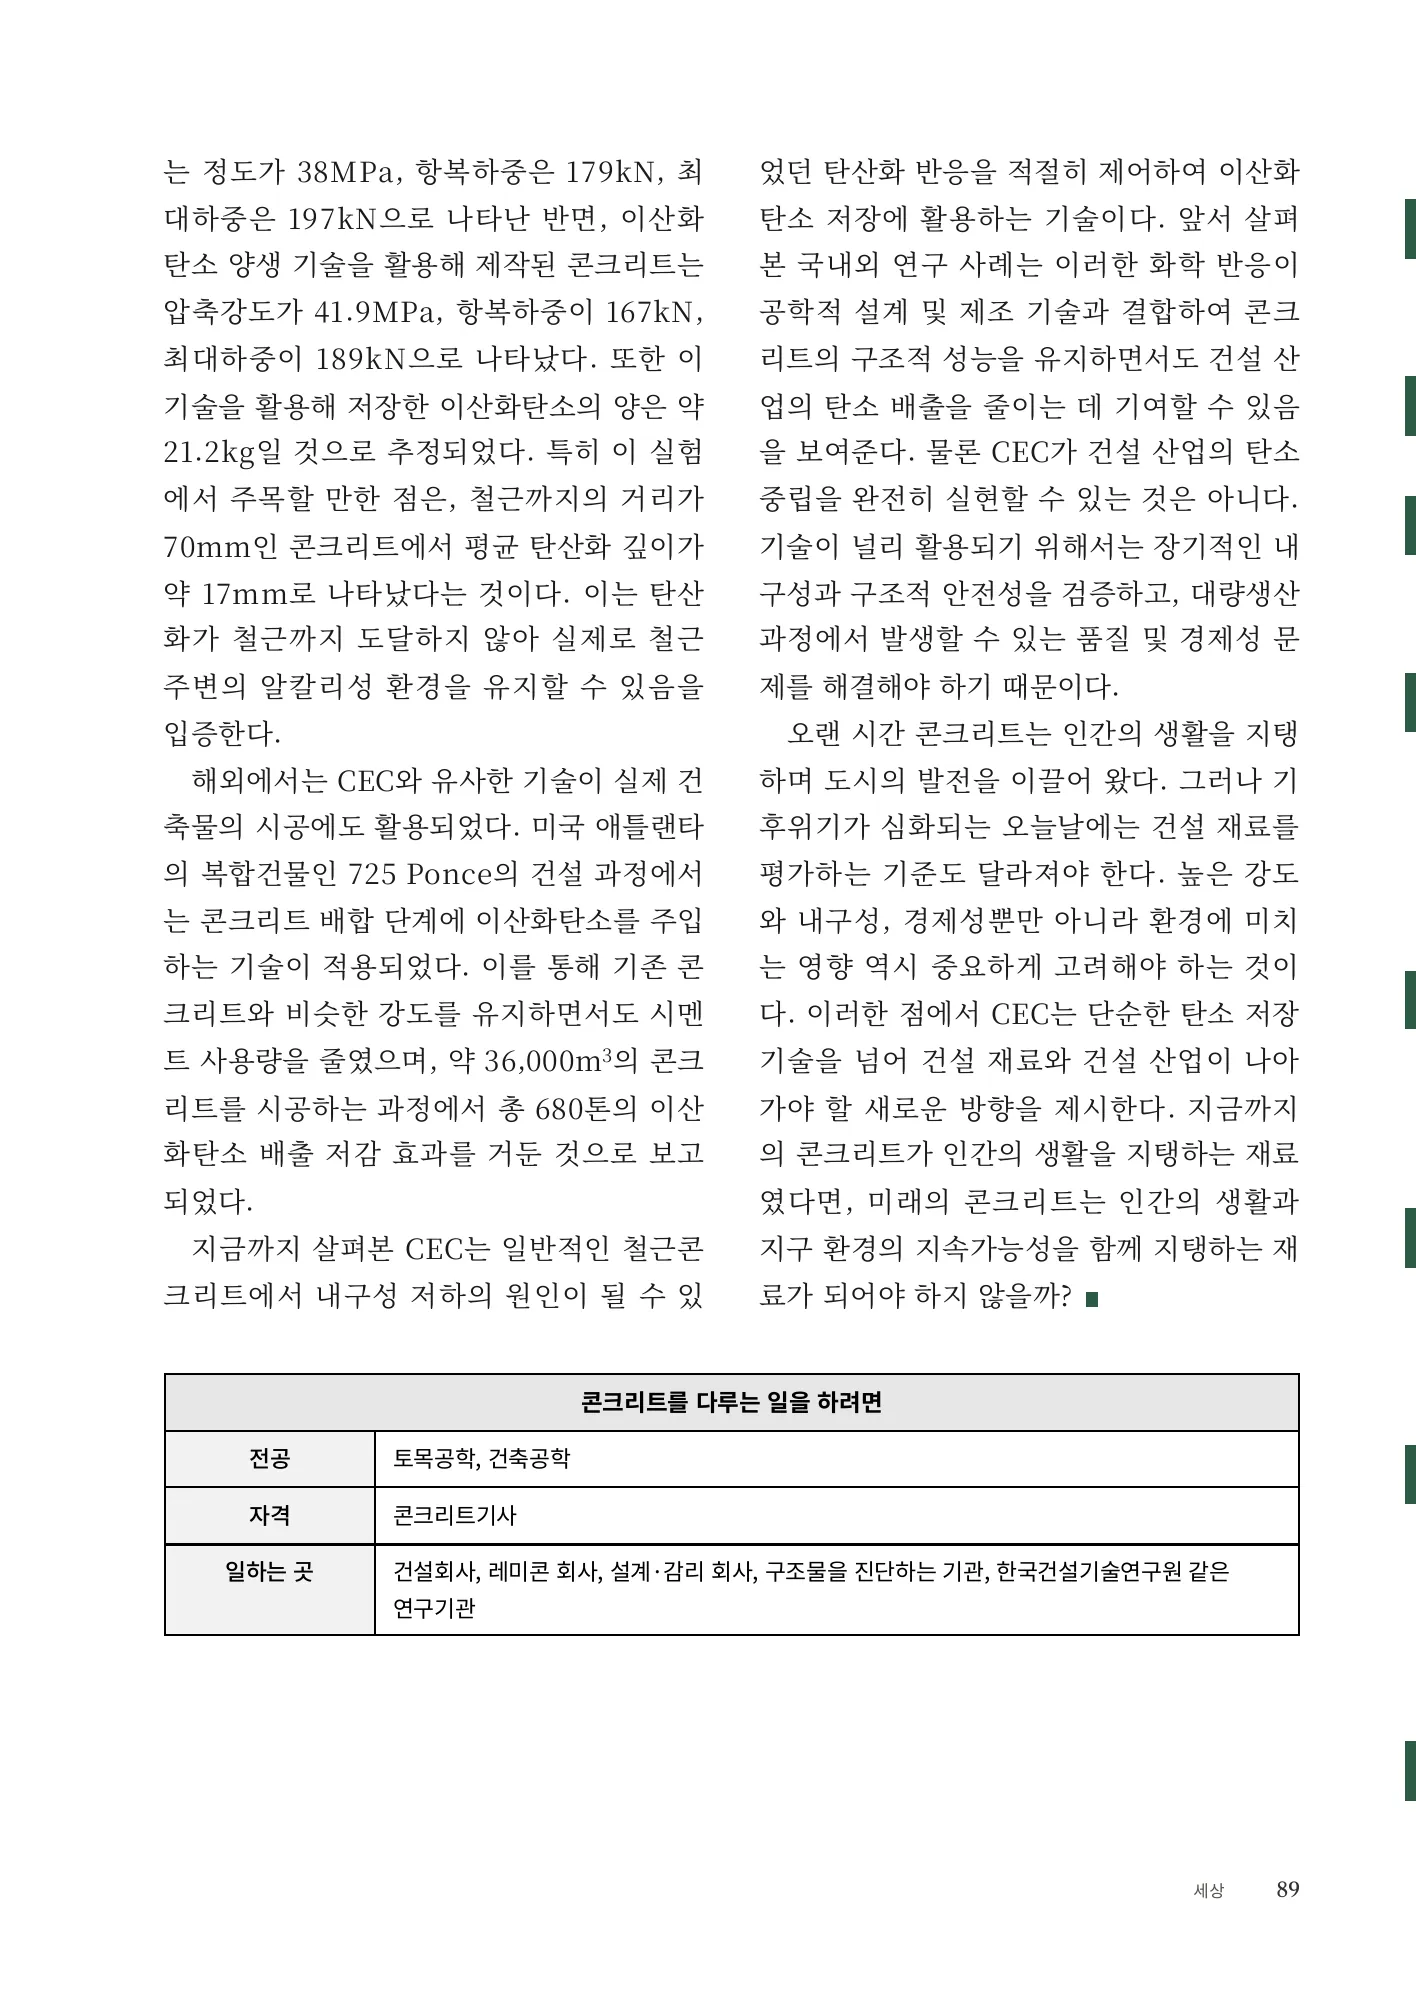 는 정도가 38MPa, 항복하중은 179kN, 최
대하중은 197kN으로 나타난 반면, 이산화
탄소 양생 기술을 활용해 제작된 콘크리트는
압축강도가 41.9MPa, 항복하중이 167kN,
최대하중이 189kN으로 나타났다. 또한 이
기술을 활용해 저장한 이산화탄소의 양은 약
21.2kg일 것으로 추정되었다. 특히 이 실험
에서 주목할 만한 점은, 철근까지의 거리가
70mm인 콘크리트에서 평균 탄산화 깊이가
약 17mm로 나타났다는 것이다. 이는 탄산
화가 철근까지 도달하지 않아 실제로 철근
주변의 알칼리성 환경을 유지할 수 있음을
입증한다.
해외에서는 CEC와 유사한 기술이 실제 건
축물의 시공에도 활용되었다. 미국 애틀랜타
의 복합건물인 725 Ponce의 건설 과정에서
는 콘크리트 배합 단계에 이산화탄소를 주입
하는 기술이 적용되었다. 이를 통해 기존 콘
크리트와 비슷한 강도를 유지하면서도 시멘
트 사용량을 줄였으며, 약 36,000m³의 콘크
리트를 시공하는 과정에서 총 680톤의 이산
화탄소 배출 저감 효과를 거둔 것으로 보고
되었다.
지금까지 살펴본 CEC는 일반적인 철근콘
크리트에서 내구성 저하의 원인이 될 수 있
었던 탄산화 반응을 적절히 제어하여 이산화
탄소 저장에 활용하는 기술이다. 앞서 살펴
본 국내외 연구 사례는 이러한 화학 반응이
공학적 설계 및 제조 기술과 결합하여 콘크
리트의 구조적 성능을 유지하면서도 건설 산
업의 탄소 배출을 줄이는 데 기여할 수 있음
을 보여준다. 물론 CEC가 건설 산업의 탄소
중립을 완전히 실현할 수 있는 것은 아니다.
기술이 널리 활용되기 위해서는 장기적인 내
구성과 구조적 안전성을 검증하고, 대량생산
과정에서 발생할 수 있는 품질 및 경제성 문
제를 해결해야 하기 때문이다.
오랜 시간 콘크리트는 인간의 생활을 지탱
하며 도시의 발전을 이끌어 왔다. 그러나 기
후위기가 심화되는 오늘날에는 건설 재료를
평가하는 기준도 달라져야 한다. 높은 강도
와 내구성, 경제성뿐만 아니라 환경에 미치
는 영향 역시 중요하게 고려해야 하는 것이
다. 이러한 점에서 CEC는 단순한 탄소 저장
기술을 넘어 건설 재료와 건설 산업이 나아
가야 할 새로운 방향을 제시한다. 지금까지
의 콘크리트가 인간의 생활을 지탱하는 재료
였다면, 미래의 콘크리트는 인간의 생활과
지구 환경의 지속가능성을 함께 지탱하는 재
료가 되어야 하지 않을까?
콘크리트를 다루는 일을 하려면
전공 토목공학, 건축공학
자격 콘크리트기사
일하는 곳 건설회사, 레미콘 회사, 설계·감리 회사, 구조물을 진단하는 기관, 한국건설기술연구원 같은
연구기관
세상 89